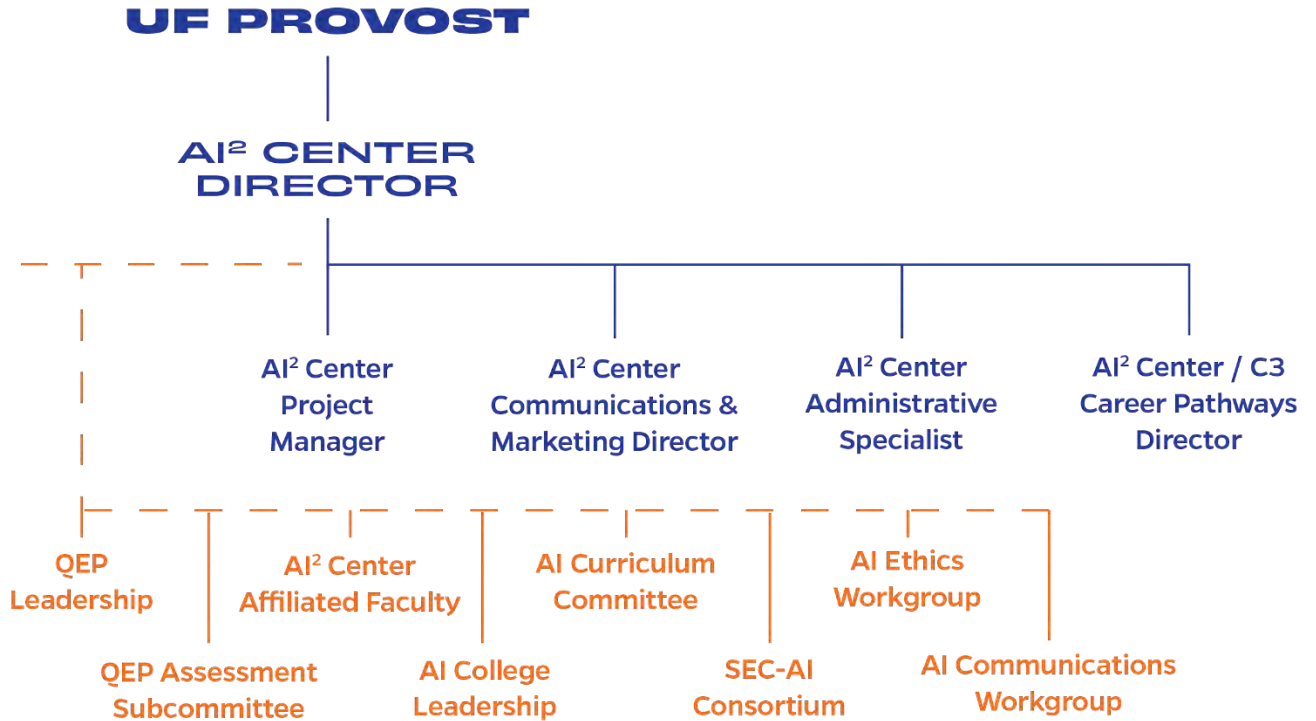 UF PROVOST
AI² CENTER
DIRECTOR
AI² Center
Project
Manager
AI² Center
Communications &
Marketing Director
AI² Center
Administrative
Specialist
AI² Center / C3
Career Pathways
Director
QEP
Leadership
QEP Assessment
Subcommittee
AI² Center
Affiliated Faculty
AI College
Leadership
AI Curriculum
Committee
SEC-AI
Consortium
AI Ethics
Workgroup
AI Communications
Workgroup